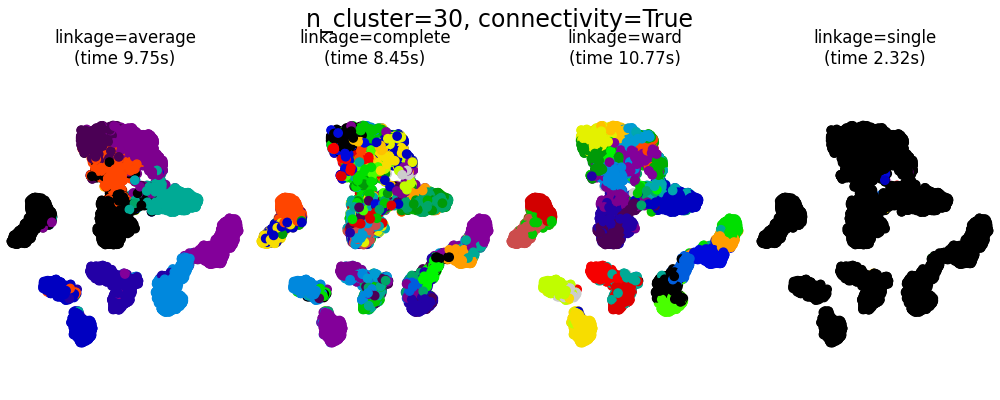 n_cluster=30, connectivity=True
linkage=average
(time 9.75s)
linkage=complete
(time 8.45s)
linkage=ward
(time 10.77s)
linkage=single
(time 2.32s)